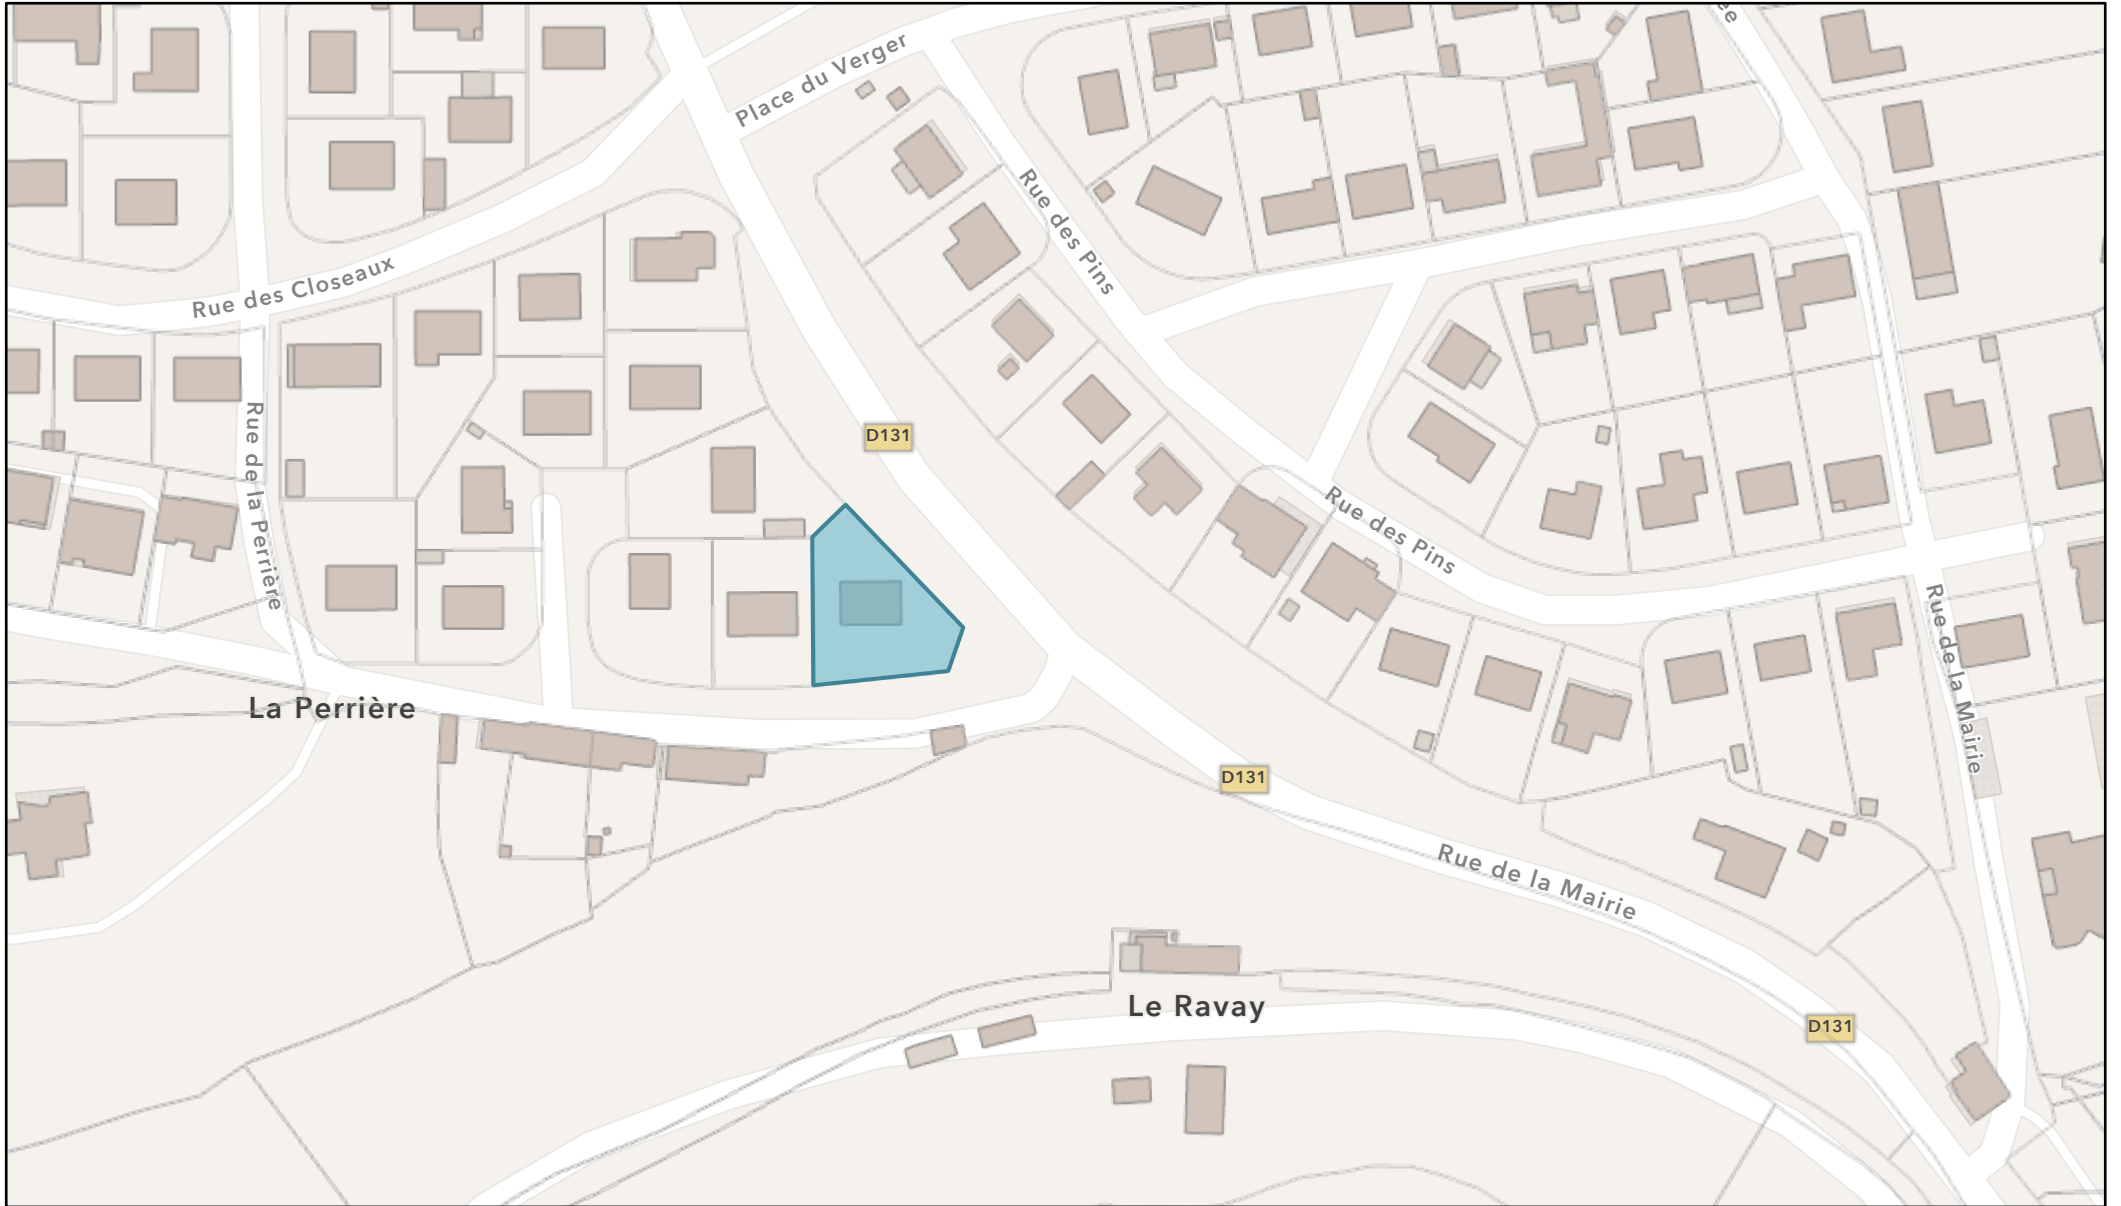 Place du Verger
Rue des Pins
Rue des Closeaux
Rue de la Perrière
D131
Rue des Pins
Rue de la Mairie
La Perrière
D131
Rue de la Mairie
Le Ravay
D131